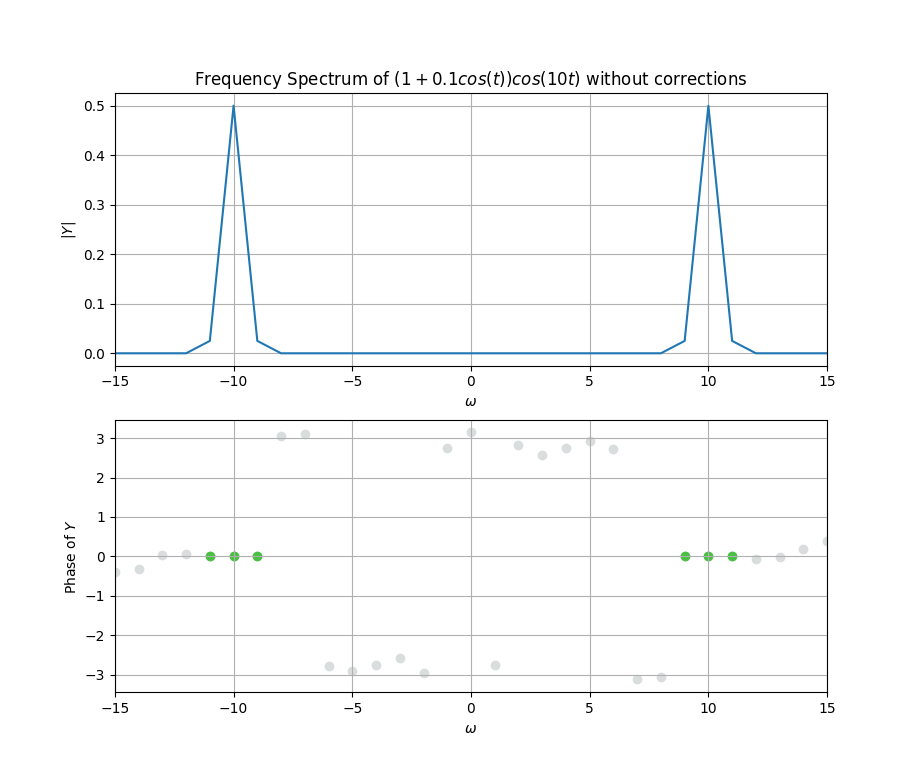 Frequency Spectrum of (1 + 0.1cos(t))cos(10t) without corrections
|Y|
0.5
0.4
0.3
0.2
0.1
0.0
−15 −10 −5 0 5 10 15
ω
Phase of Y
3
2
1
0
−1
−2
−3
−15 −10 −5 0 5 10 15
ω